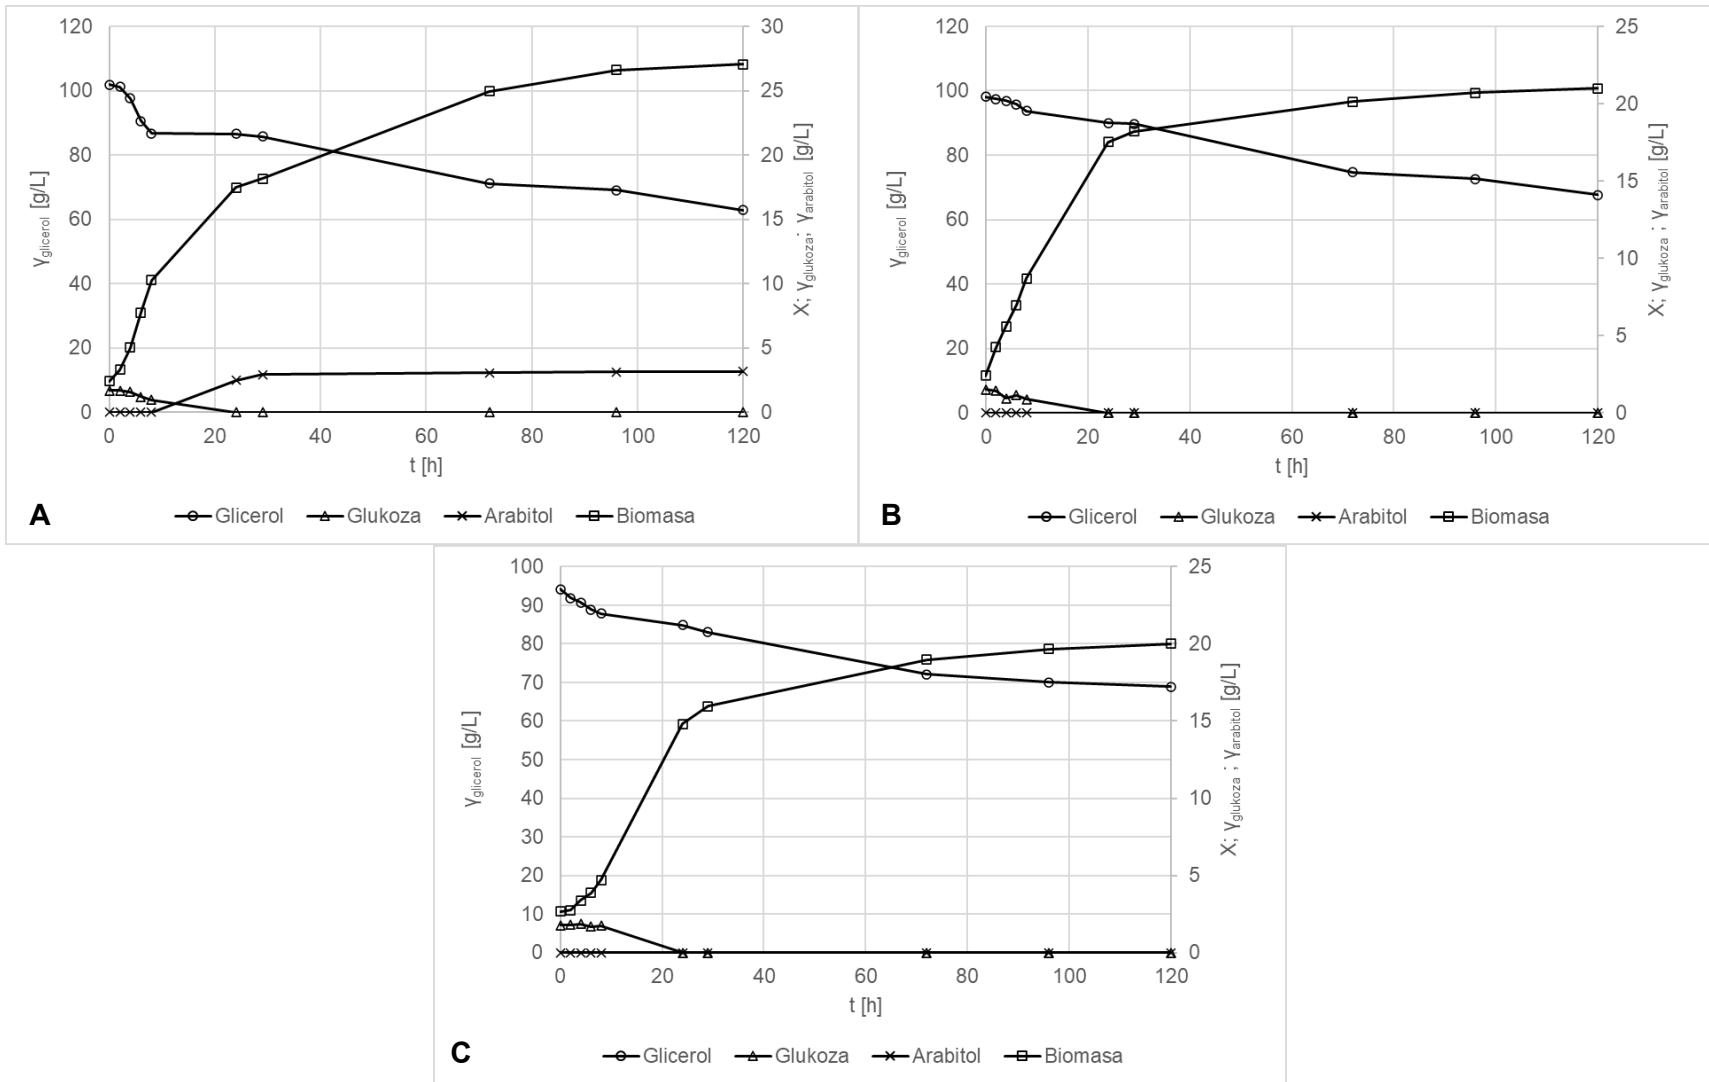 120
100
80
60
40
20
0
30
25
20
15
10
5
0
0 20 40 60 80 100 120
γglicerol [g/L]
X; γglukoza; γarabitol [g/L]
t [h]
A
Glicerol Glukoza Arabitol Biomasa
120
100
80
60
40
20
0
25
20
15
10
5
0
0 20 40 60 80 100 120
γglicerol [g/L]
X; γglukoza ; γarabitol [g/L]
t [h]
B
Glicerol Glukoza Arabitol Biomasa
100
90
80
70
60
50
40
30
20
10
0
25
20
15
10
5
0
0 20 40 60 80 100 120
γglicerol [g/L]
X; γglukoza ; γarabitol [g/L]
t [h]
C
Glicerol Glukoza Arabitol Biomasa